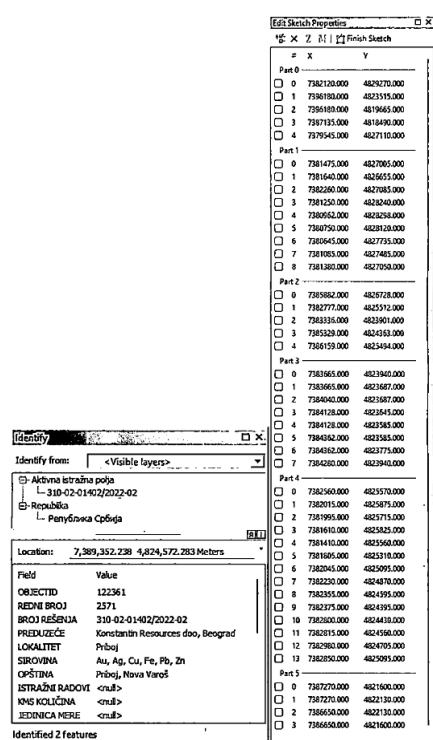 Edit Sketch Properties
Finish Sketch
# X Y
Part 0
0 7382120.000 4829270.000
1 7396180.000 4823515.000
2 7396180.000 4819665.000
3 7387135.000 4818490.000
4 7379545.000 4827110.000
Part 1
0 7381475.000 4827005.000
1 7381640.000 4826655.000
2 7382260.000 4827085.000
3 7381250.000 4828240.000
4 7380962.000 4828258.000
5 7380750.000 4828120.000
6 7380645.000 4827735.000
7 7381085.000 4827485.000
8 7381380.000 4827050.000
Part 2
0 7385882.000 4826728.000
1 7382777.000 4825512.000
2 7383336.000 4823901.000
3 7385329.000 4824363.000
4 7386159.000 4825494.000
Part 3
0 7383665.000 4823940.000
1 7383665.000 4823687.000
2 7384040.000 4823687.000
3 7384128.000 4823645.000
4 7384128.000 4823585.000
5 7384362.000 4823585.000
6 7384362.000 4823775.000
7 7384280.000 4823940.000
Part 4
0 7382560.000 4825570.000
1 7382015.000 4825875.000
2 7381995.000 4825715.000
3 7381610.000 4825825.000
4 7381410.000 4825560.000
5 7381805.000 4825310.000
6 7382045.000 4825095.000
7 7382230.000 4824870.000
8 7382355.000 4824595.000
9 7382375.000 4824395.000
10 7382800.000 4824430.000
11 7382815.000 4824560.000
12 7382980.000 4824705.000
13 7382850.000 4825095.000
Part 5
0 7387270.000 4821600.000
1 7387270.000 4822130.000
2 7386650.000 4822130.000
3 7386650.000 4821600.000
Identify
Identify from: <Visible layers>
Aktivna istražna polja
310-02-01402/2022-02
Republika
Република Србија
Location: 7,389,352.238 4,824,572.283 Meters
Field Value
OBJECTID 122361
REDNI BROJ 2571
BROJ REŠENJA 310-02-01402/2022-02
PREDUZEĆE Konstantin Resources doo, Beograd
LOKALITET Priboj
SIROVINA Au, Ag, Cu, Fe, Pb, Zn
OPŠTINA Priboj, Nova Varoš
ISTRAŽNI RADOVI <null>
KMS KOLIČINA <null>
JEDINICA MERE <null>
Identified 2 features